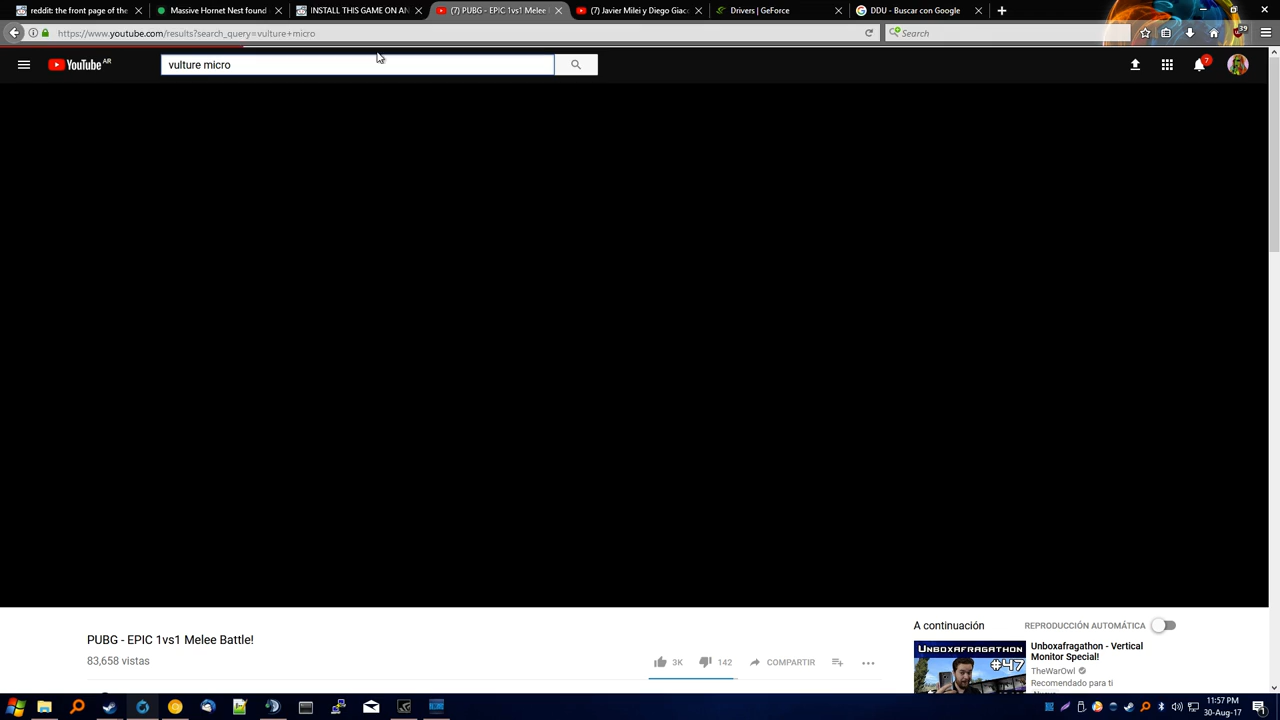 reddit: the front page of the
Massive Hornet Nest found
INSTALL THIS GAME ON AN
(7) PUBG - EPIC 1vs1 Melee
(7) Javier Milei y Diego Giac
Drivers | GeForce
DDU - Buscar con Google
https://www.youtube.com/results?search_query=vulture+micro
Search
39
YouTube AR
vulture micro
7
PUBG - EPIC 1vs1 Melee Battle!
83,658 vistas
3K
142
COMPARTIR
A continuación
REPRODUCCIÓN AUTOMÁTICA
UNBOXAFRAGATHON
#47
Unboxafragathon - Vertical
Monitor Special!
TheWarOwl
Recomendado para ti
11:57 PM
30-Aug-17
1